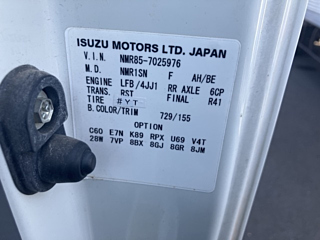 ISUZU MOTORS LTD. JAPAN
V.I.N. NMR85-7025976
M.D. NMR1SN F AH/BE
ENGINE LFB/4JJ1 RR AXLE 6CP
TRANS. RST FINAL R41
TIRE #YT
B.COLOR/TRIM 729/155
OPTION
C60 E7N K89 RPX U69 V4T
28W 7VP 8BX 8GJ 8GR 8JM